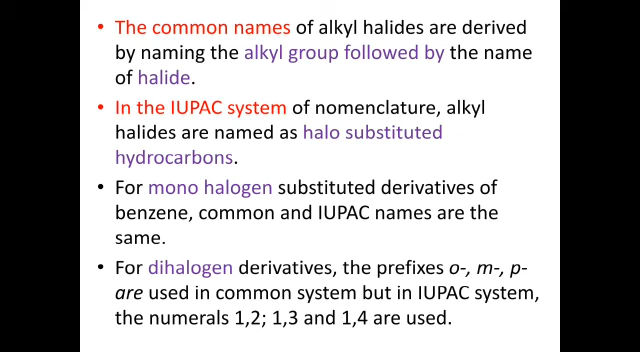 • The common names of alkyl halides are derived
by naming the alkyl group followed by the name
of halide.
• In the IUPAC system of nomenclature, alkyl
halides are named as halo substituted
hydrocarbons.
• For mono halogen substituted derivatives of
benzene, common and IUPAC names are the
same.
• For dihalogen derivatives, the prefixes o-, m-, p-
are used in common system but in IUPAC system,
the numerals 1,2; 1,3 and 1,4 are used.